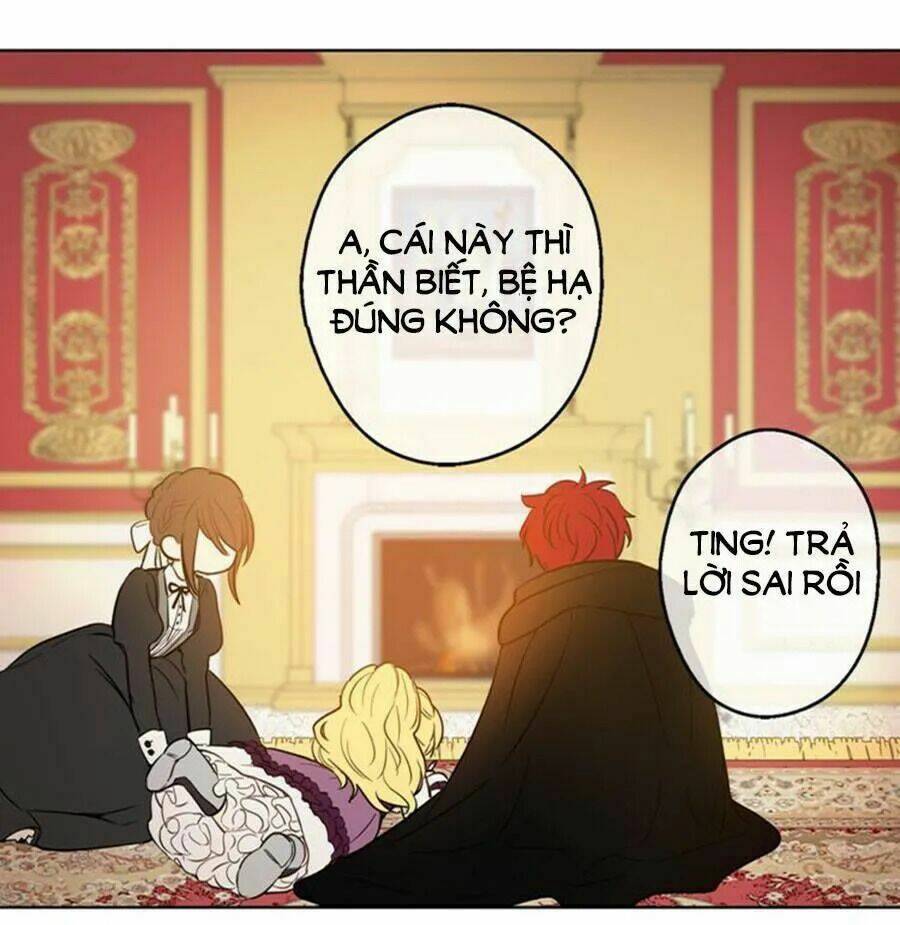 A, CÁI NÀY THÌ
THẦN BIẾT, BỆ HẠ
ĐÚNG KHÔNG?
TING! TRẢ
LỜI SAI RỒI